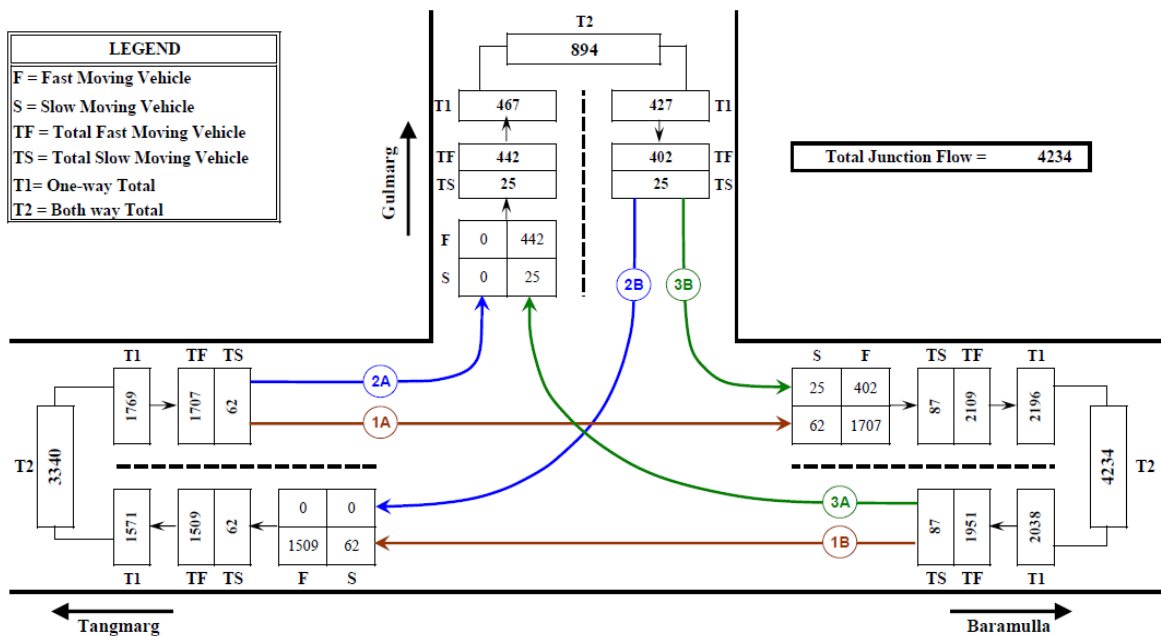 T2
894
LEGEND
F = Fast Moving Vehicle
S = Slow Moving Vehicle
TF = Total Fast Moving Vehicle
TS = Total Slow Moving Vehicle
T1= One-way Total
T2 = Both way Total
T1 467 427 T1
Gulmarg
TF 442 402 TF
TS 25 25 TS
Total Junction Flow = 4234
F 0 442
S 0 25
2B 3B
T1 TF TS
1769 1707 62
2A
1A
S F TS TF T1
25 402
62 1707
87 2109 2196
T2 3340
4234 T2
1571 1509 62
0 0
1509 62
3A
1B
87 1951 2038
T1 TF TS F S
TS TF T1
Tangmarg
Baramulla